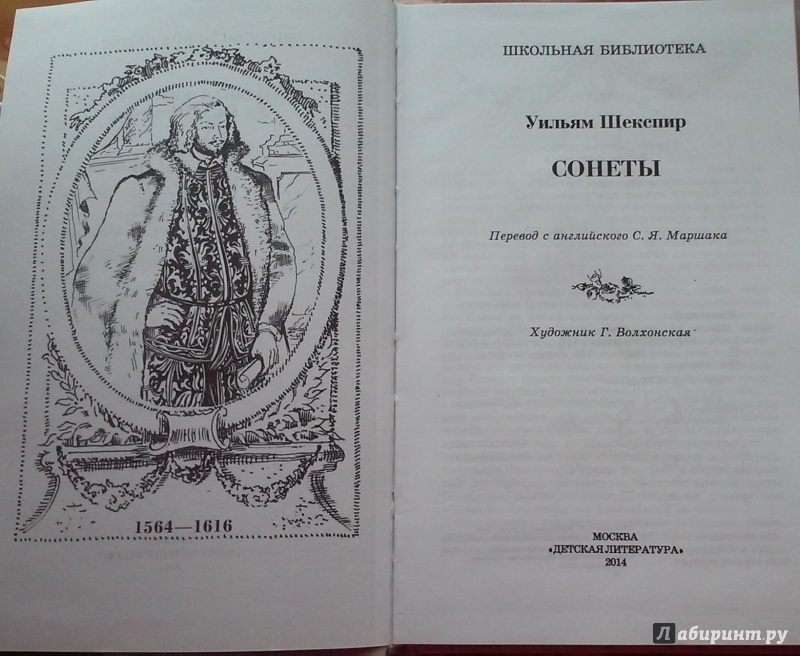 1564—1616
ШКОЛЬНАЯ БИБЛИОТЕКА
Уильям Шекспир
СОНЕТЫ
Перевод с английского С. Я. Маршака
Художник Г. Волхонская
МОСКВА
«ДЕТСКАЯ ЛИТЕРАТУРА»
2014
Лабиринт.ру